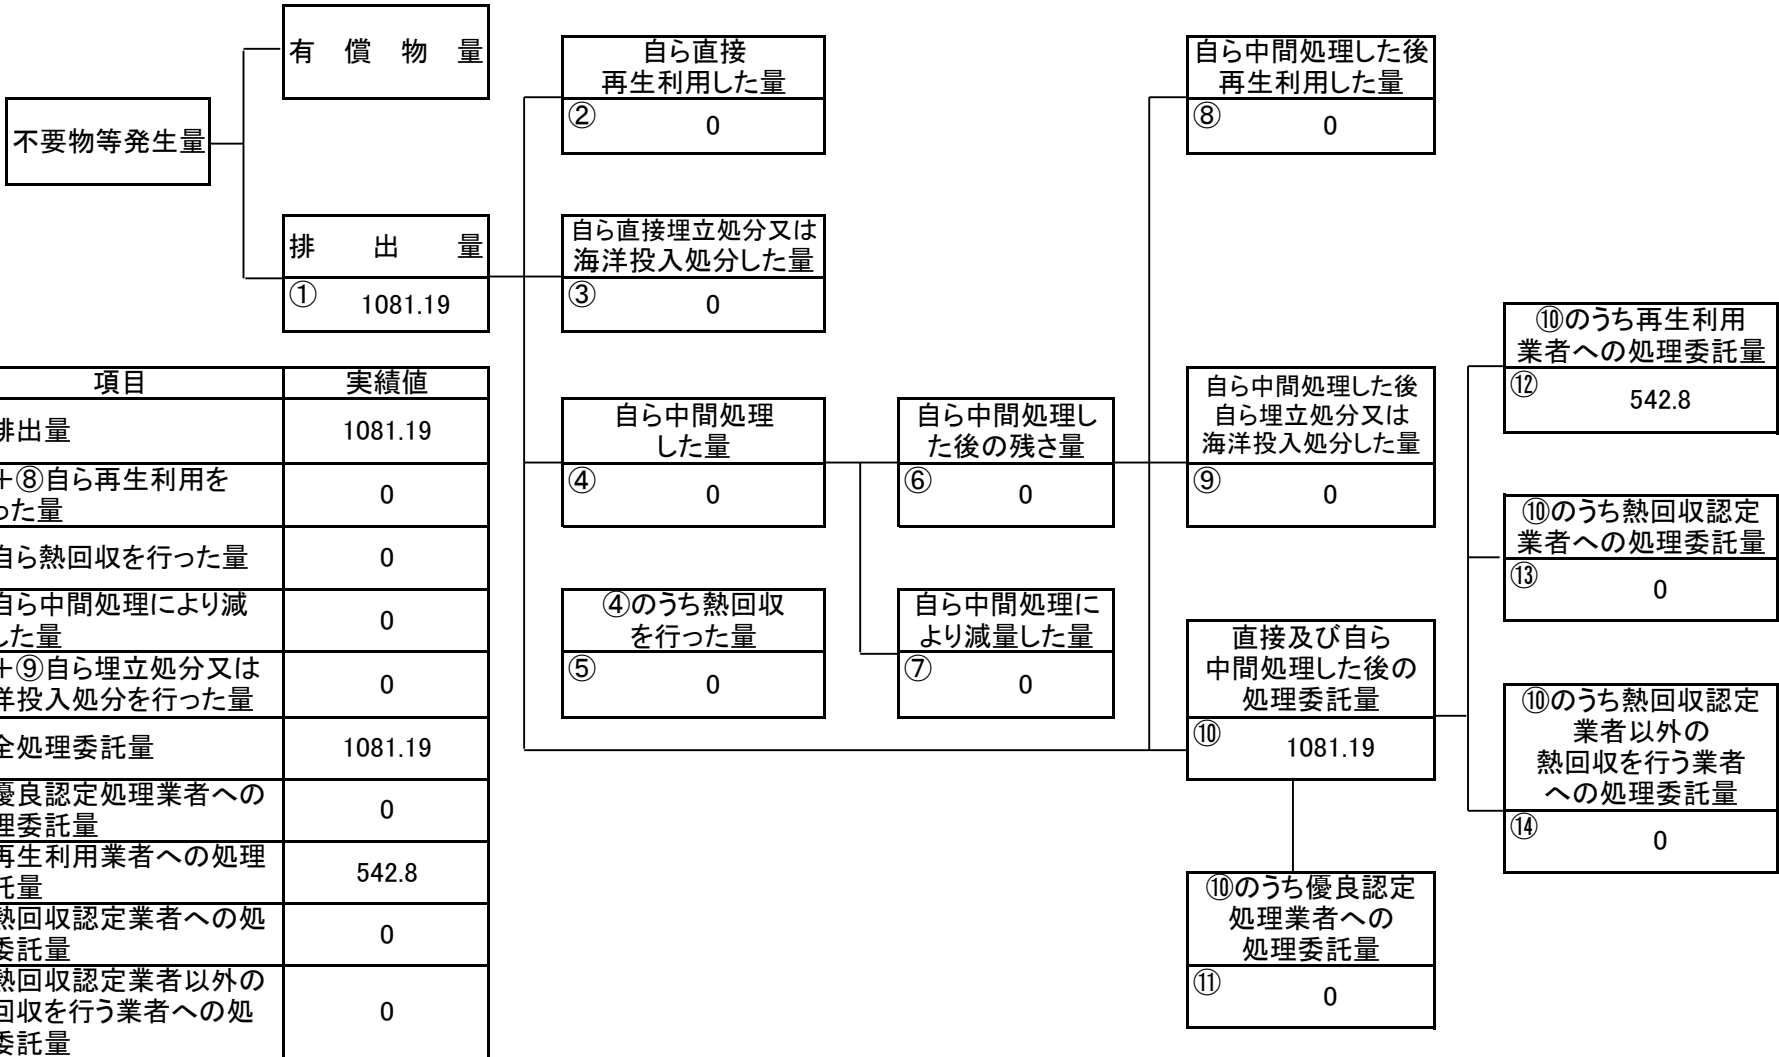 有償物量
不要物等発生量
排出量
① 1081.19
自ら直接
再生利用した量
② 0
自ら直接埋立処分又は
海洋投入処分した量
③ 0
自ら中間処理
した量
④ 0
④のうち熱回収
を行った量
⑤ 0
自ら中間処理し
た後の残さ量
⑥ 0
自ら中間処理に
より減量した量
⑦ 0
自ら中間処理した後
再生利用した量
⑧ 0
自ら中間処理した後
自ら埋立処分又は
海洋投入処分した量
⑨ 0
直接及び自ら
中間処理した後の
処理委託量
⑩ 1081.19
⑩のうち優良認定
処理業者への
処理委託量
⑪ 0
⑩のうち再生利用
業者への処理委託量
⑫ 542.8
⑩のうち熱回収認定
業者への処理委託量
⑬ 0
⑩のうち熱回収認定
業者以外の
熱回収を行う業者
への処理委託量
⑭ 0
項目 実績値
排出量 1081.19
+⑧自ら再生利用を
った量 0
自ら熱回収を行った量 0
自ら中間処理により減
した量 0
+⑨自ら埋立処分又は
洋投入処分を行った量 0
全処理委託量 1081.19
優良認定処理業者への
理委託量 0
再生利用業者への処理
託量 542.8
熱回収認定業者への処
委託量 0
熱回収認定業者以外の
回収を行う業者への処
委託量 0